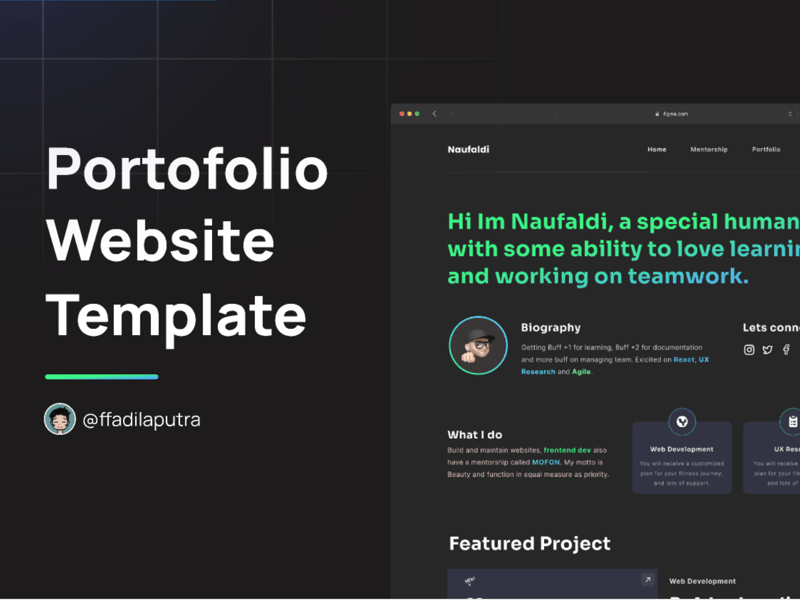 Portofolio
Website
Template
@ffadilaputra
figma.com
Naufaldi
Home
Mentorship
Portfolio
Hi Im Naufaldi, a special human
with some ability to love learnin
and working on teamwork.
Biography
Getting Buff +1 for learning, Buff +2 for documentation
and more buff on managing team. Exicited on React, UX
Research and Agile.
Lets conn
What I do
Build and maintain websites, frontend dev also
have a mentorship called MOFON. My motto is
Beauty and function in equal measure as priority.
Web Development
You will receive a customized
plan for your fitness journey,
and lots of support.
UX Rese
You will receive
plan for your fit
and lots of
Featured Project
NEW
Web Development